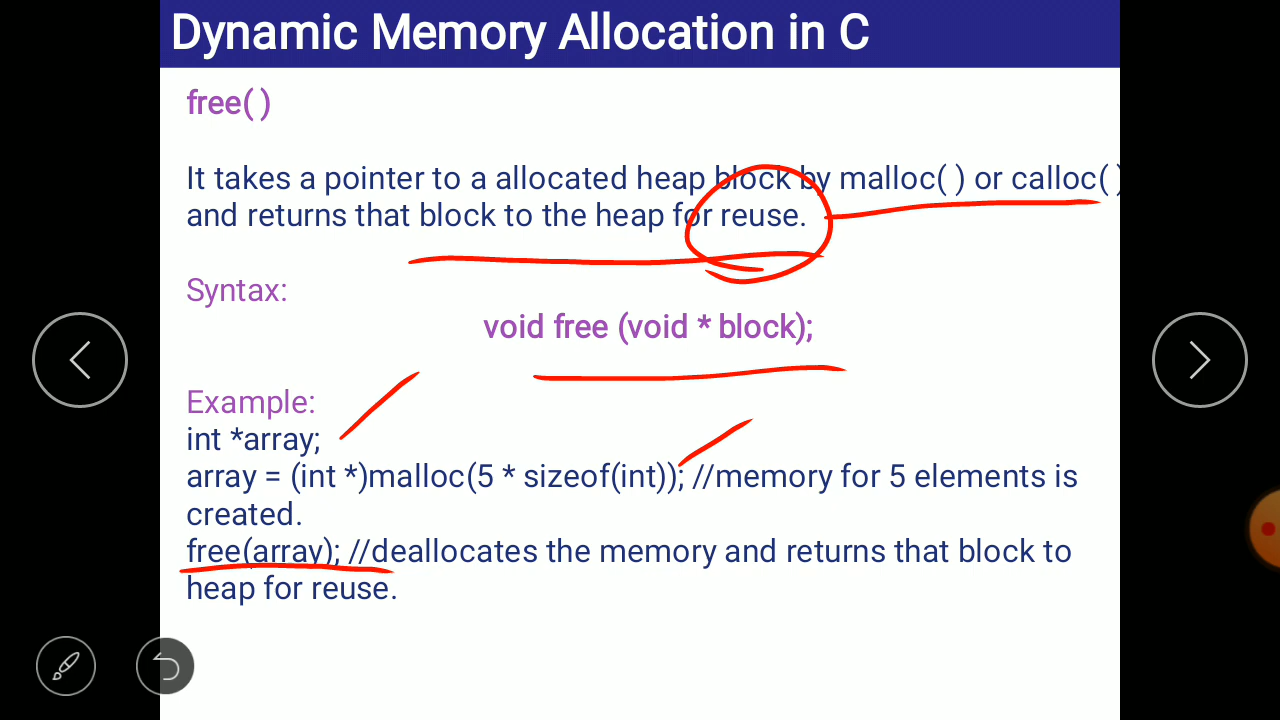 Dynamic Memory Allocation in C
free( )
It takes a pointer to a allocated heap block by malloc( ) or calloc( )
and returns that block to the heap for reuse.
Syntax:
void free (void * block);
Example:
int *array;
array = (int *)malloc(5 * sizeof(int)); //memory for 5 elements is
created.
free(array); //deallocates the memory and returns that block to
heap for reuse.